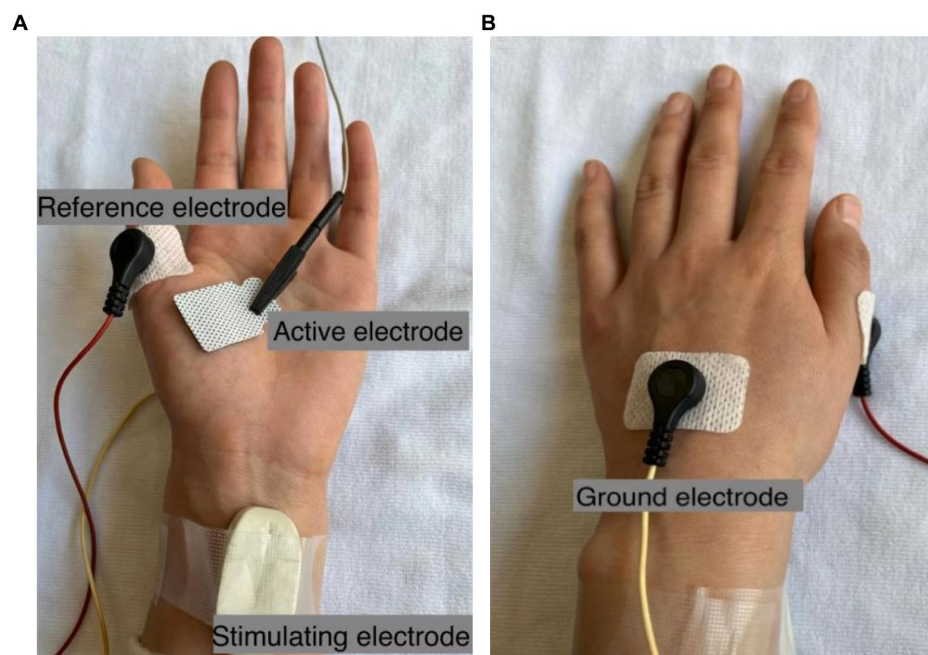 A
B
Reference electrode
Active electrode
Ground electrode
Stimulating electrode